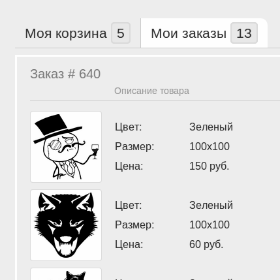 Моя корзина 5 Мои заказы 13
Заказ # 640
Описание товара
Цвет: Зеленый
Размер: 100x100
Цена: 150 руб.
Цвет: Зеленый
Размер: 100x100
Цена: 60 руб.